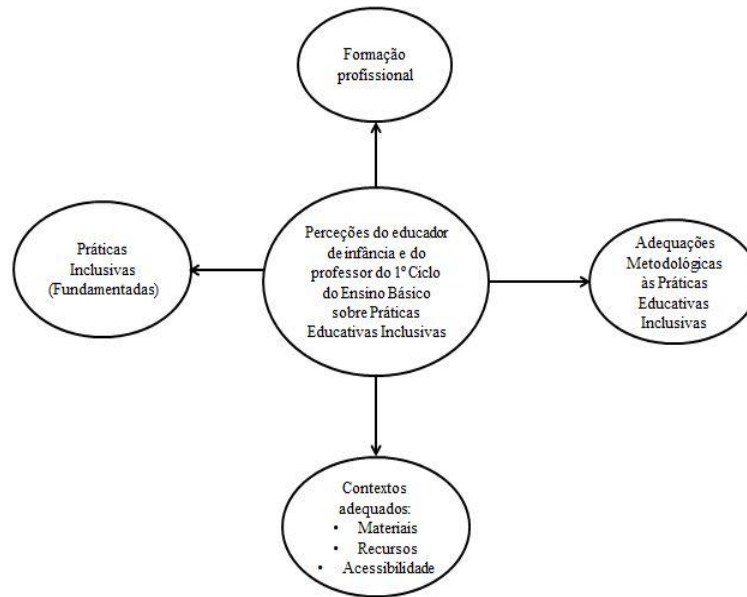 Formação
profissional
Práticas
Inclusivas
(Fundamentadas)
Perceções do educador
de infância e do
professor do 1º Ciclo
do Ensino Básico
sobre Práticas
Educativas Inclusivas
Adequações
Metodológicas
às Práticas
Educativas
Inclusivas
Contextos
adequados:
• Materiais
• Recursos
• Acessibilidade